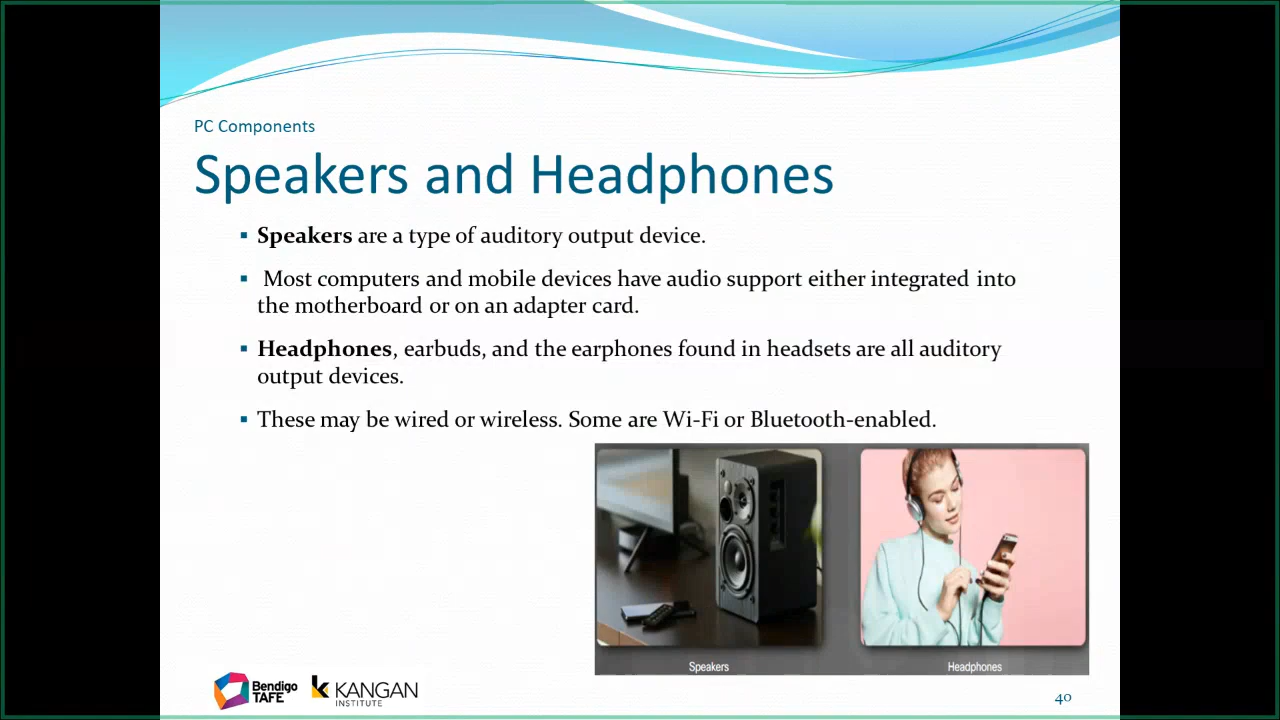 PC Components
Speakers and Headphones
▪ Speakers are a type of auditory output device.
▪ Most computers and mobile devices have audio support either integrated into
the motherboard or on an adapter card.
▪ Headphones, earbuds, and the earphones found in headsets are all auditory
output devices.
▪ These may be wired or wireless. Some are Wi-Fi or Bluetooth-enabled.
Speakers
Headphones
Bendigo
TAFE
KANGAN
INSTITUTE
40